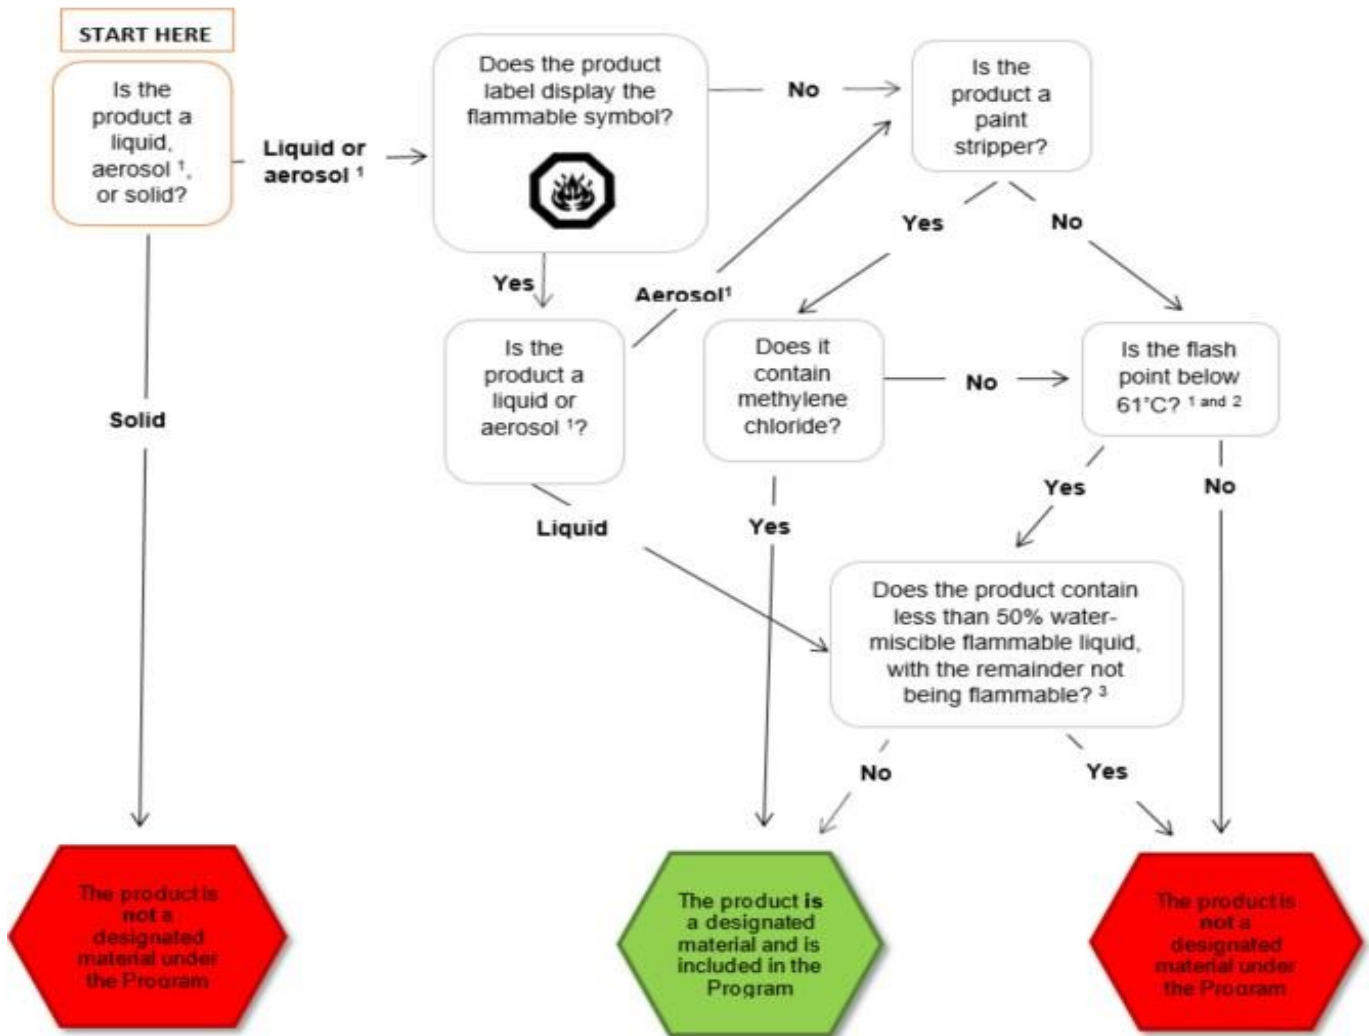 START HERE
Is the
product a
liquid,
aerosol ¹,
or solid?
Liquid or
aerosol ¹
Does the product
label display the
flammable symbol?
No
Is the
product a
paint
stripper?
Yes
No
Yes
Aerosol¹
Is the
product a
liquid or
aerosol ¹?
Does it
contain
methylene
chloride?
No
Is the flash
point below
61°C? ¹ ᵃⁿᵈ ²
Solid
Liquid
Yes
Yes
No
Does the product contain
less than 50% water-
miscible flammable liquid,
with the remainder not
being flammable? ³
No
Yes
The product is
not a
designated
material under
the Program
The product is
a designated
material and is
included in the
Program
The product is
not a
designated
material under
the Program